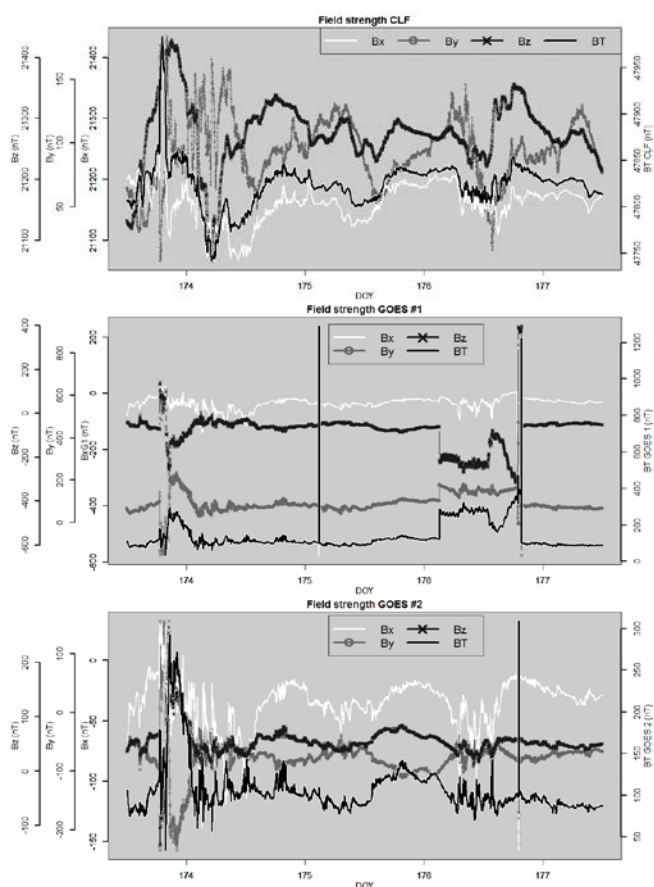 Field strength CLF
Bx By Bz BT
Bz (nT)
21100 21200 21300 21400
By (nT)
50 100 150
Bx (nT)
21100 21200 21300 21400
BT CLF (nT)
47750 47800 47850 47900 47950
174 175 176 177
DOY
Field strength GOES #1
Bx Bz
By BT
Bz (nT)
-600 -400 -200 0 200 400
By (nT)
0 200 400 600 800
BxG1 (nT)
-600 -400 -200 0 200
BT GOES 1 (nT)
0 200 400 600 800 1000 1200
174 175 176 177
DOY
Field strength GOES #2
Bx Bz
By BT
Bz (nT)
-100 0 100 200
By (nT)
-200 -100 0 100
Bx (nT)
-150 -100 -50 0
BT GOES 2 (nT)
50 100 150 200 250 300
174 175 176 177
DOY